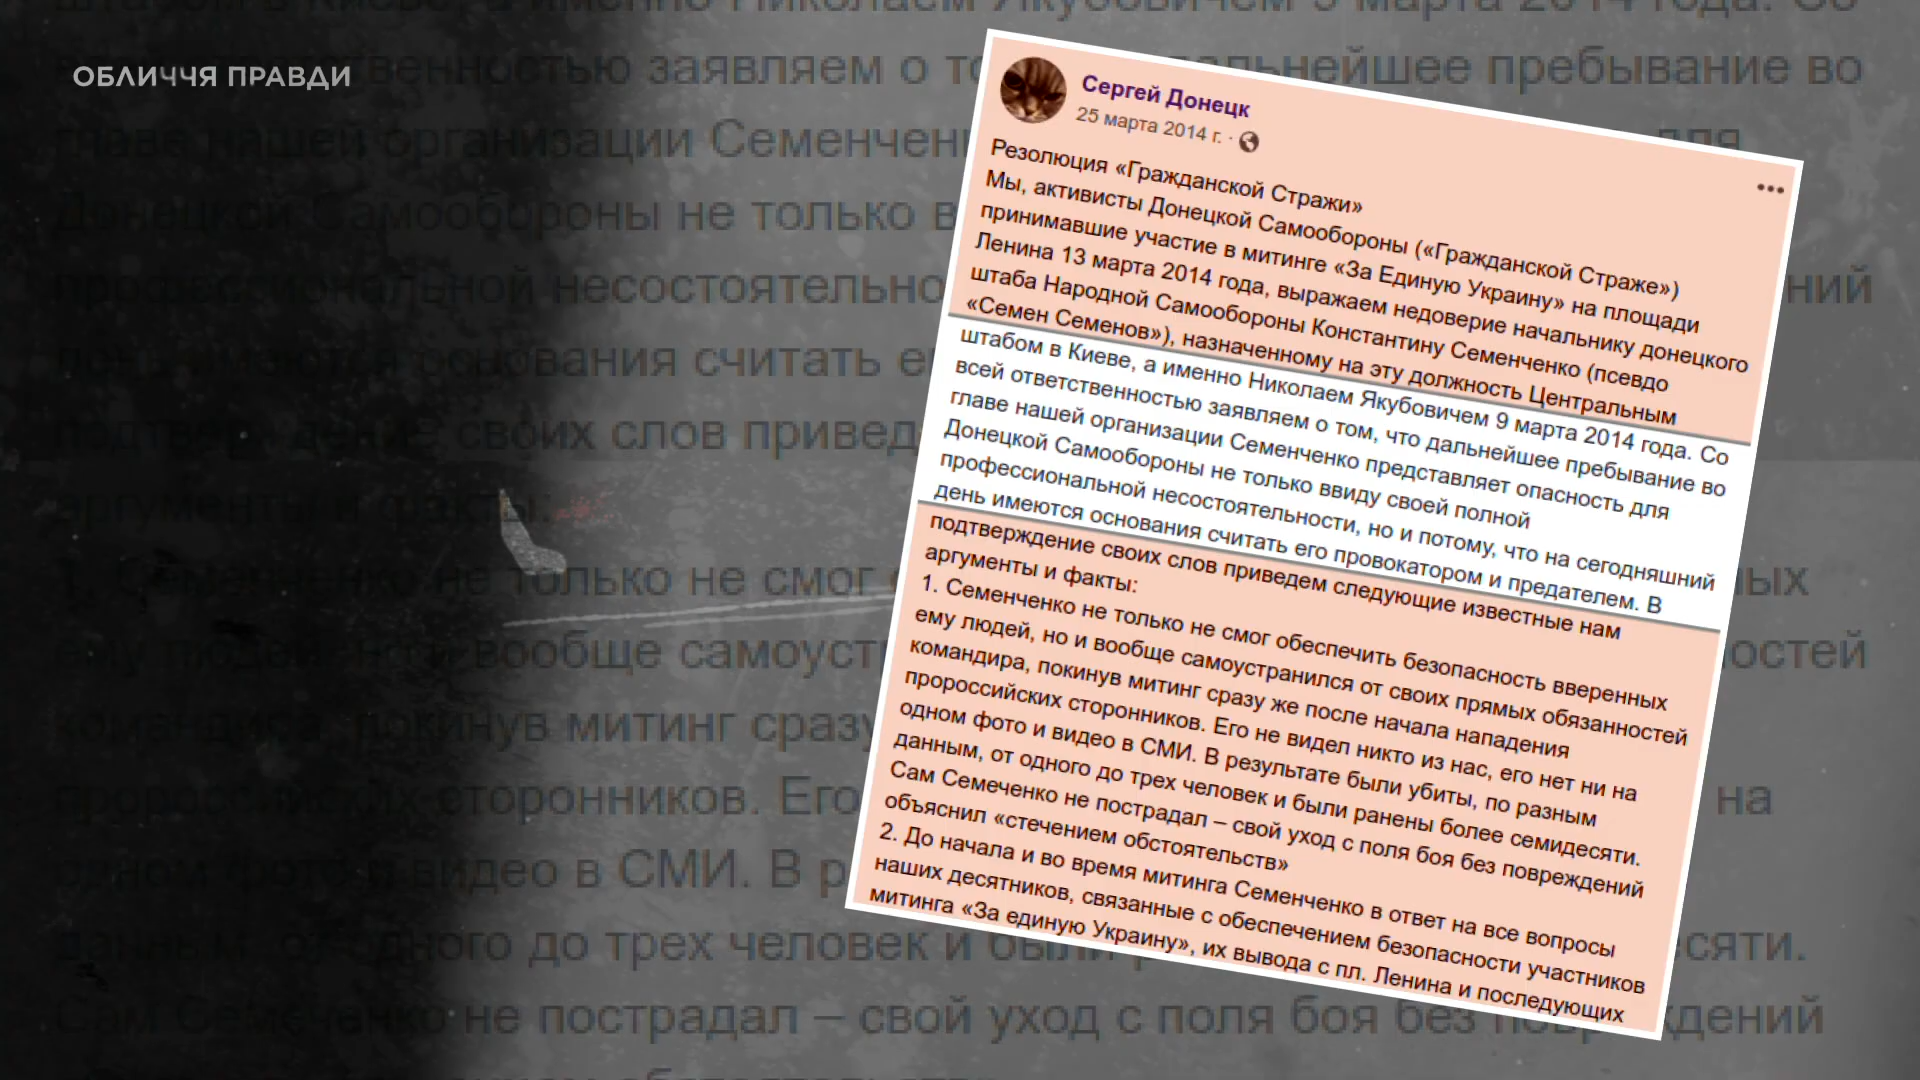 ОБЛИЧЧЯ ПРАВДИ
Сергей Донецк
25 марта 2014 г. ·
Резолюция «Гражданской Стражи»
Мы, активисты Донецкой Самообороны («Гражданской Страже»)
принимавшие участие в митинге «За Единую Украину» на площади
Ленина 13 марта 2014 года, выражаем недоверие начальнику донецкого
штаба Народной Самообороны Константину Семенченко (псевдо
«Семен Семенов»), назначенному на эту должность Центральным
штабом в Киеве, а именно Николаем Якубовичем 9 марта 2014 года. Со
всей ответственностью заявляем о том, что дальнейшее пребывание во
главе нашей организации Семенченко представляет опасность для
Донецкой Самообороны не только ввиду своей полной
профессиональной несостоятельности, но и потому, что на сегодняшний
день имеются основания считать его провокатором и предателем. В
подтверждение своих слов приведем следующие известные нам
аргументы и факты:
1. Семенченко не только не смог обеспечить безопасность вверенных
ему людей, но и вообще самоустранился от своих прямых обязанностей
командира, покинув митинг сразу же после начала нападения
пророссийских сторонников. Его не видел никто из нас, его нет ни на
одном фото и видео в СМИ. В результате были убиты, по разным
данным, от одного до трех человек и были ранены более семидесяти.
Сам Семеченко не пострадал – свой уход с поля боя без повреждений
объяснил «стечением обстоятельств»
2. До начала и во время митинга Семенченко в ответ на все вопросы
наших десятников, связанные с обеспечением безопасности участников
митинга «За единую Украину», их вывода с пл. Ленина и последующих